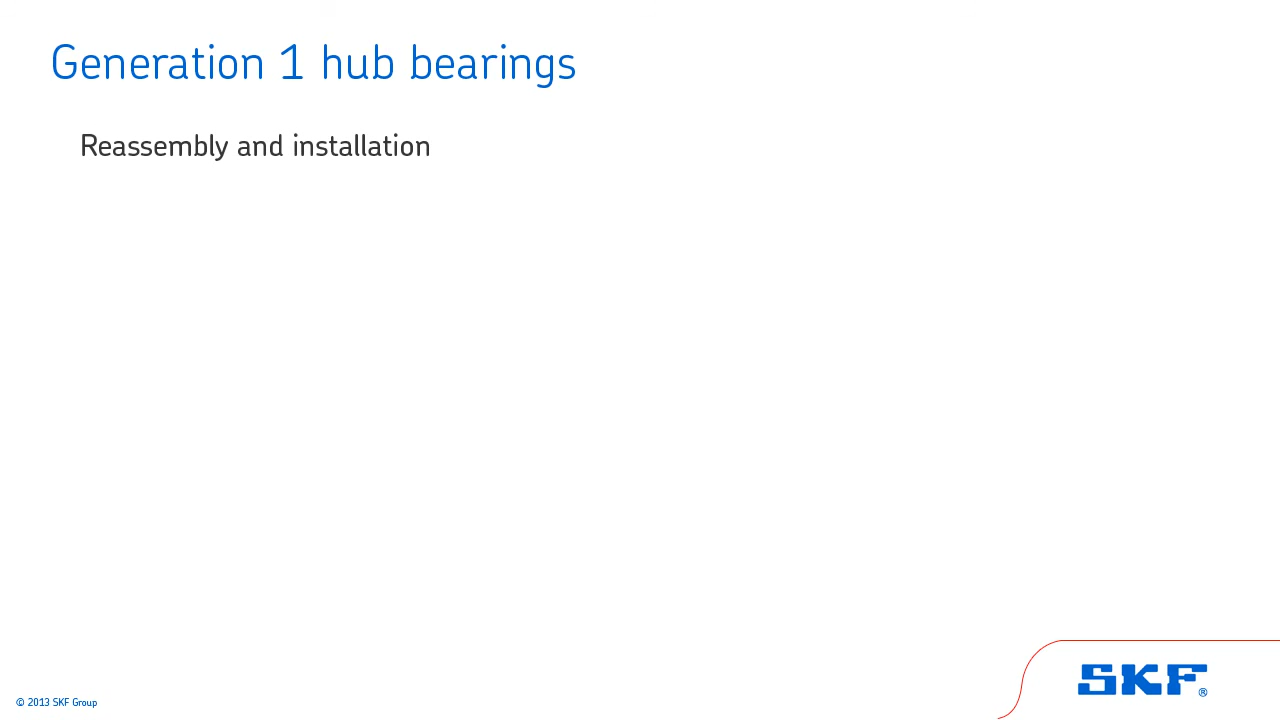 Generation 1 hub bearings
Reassembly and installation
SKF®
© 2013 SKF Group